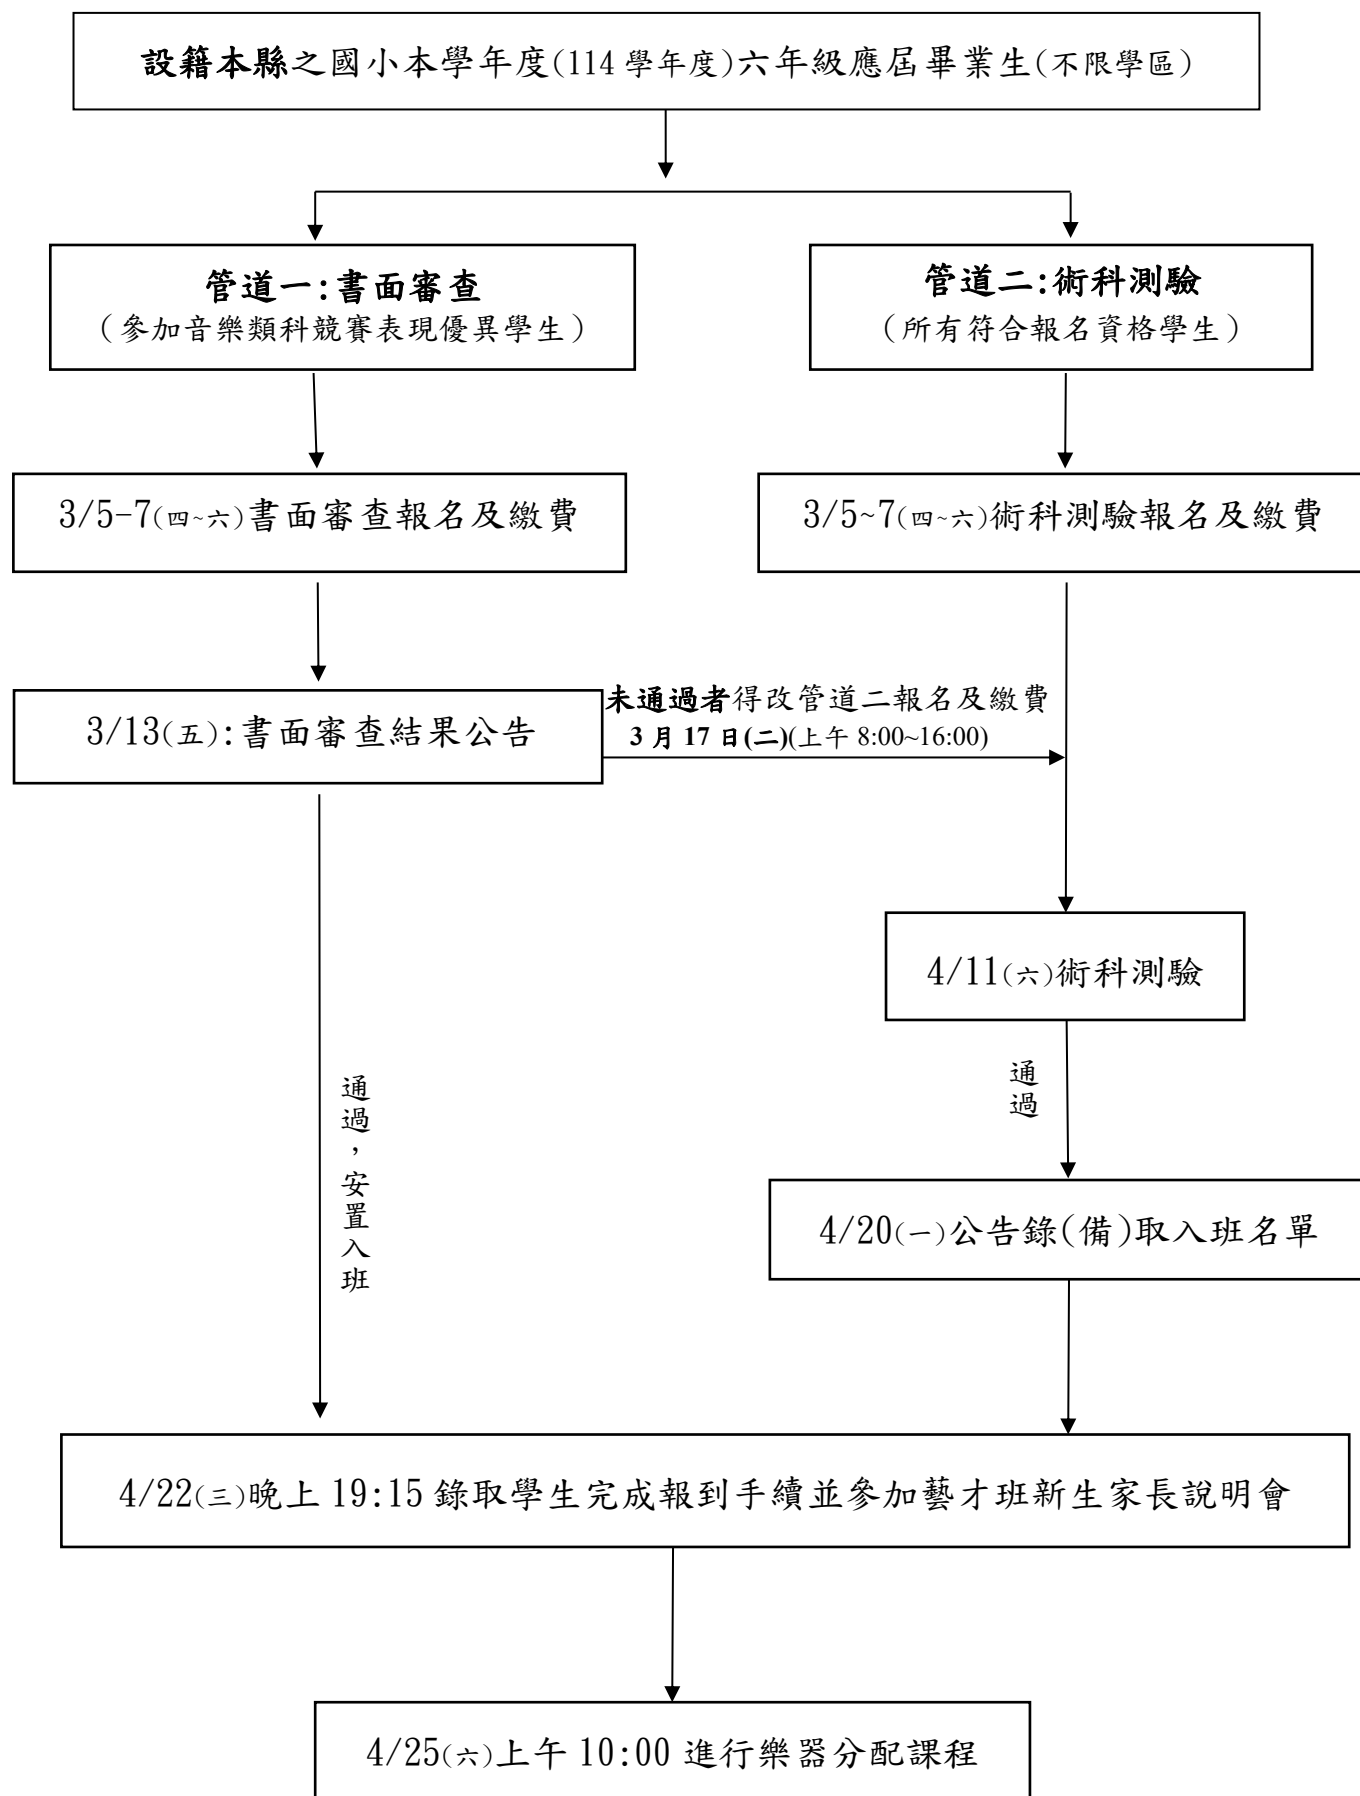 設籍本縣之國小本學年度(114學年度)六年級應屆畢業生(不限學區)
管道一:書面審查
(參加音樂類科競賽表現優異學生)
管道二:術科測驗
(所有符合報名資格學生)
3/5-7(四~六)書面審查報名及繳費
3/5~7(四~六)術科測驗報名及繳費
3/13(五):書面審查結果公告
未通過者得改管道二報名及繳費
3 月 17 日(二)(上午 8:00~16:00)
4/11(六)術科測驗
通過,安置入班
通過
4/20(一)公告錄(備)取入班名單
4/22(三)晚上 19:15 錄取學生完成報到手續並參加藝才班新生家長說明會
4/25(六)上午 10:00 進行樂器分配課程